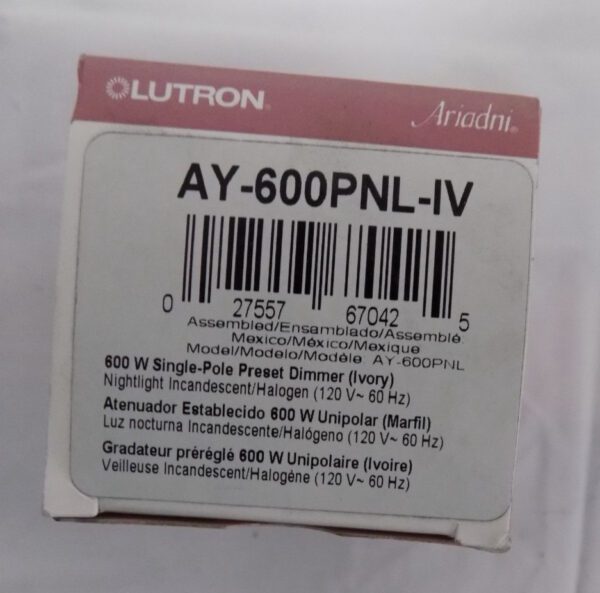 LUTRON® Ariadni®
AY-600PNL-IV
0 27557 67042 5
Assembled/Ensamblado/Assemblé:
Mexico/México/Mexique
Model/Modelo/Modèle AY-600PNL
600 W Single-Pole Preset Dimmer (Ivory)
Nightlight Incandescent/Halogen (120 V~ 60 Hz)
Atenuador Establecido 600 W Unipolar (Marfil)
Luz nocturna Incandescente/Halógeno (120 V~ 60 Hz)
Gradateur préréglé 600 W Unipolaire (Ivoire)
Veilleuse Incandescent/Halogène (120 V~ 60 Hz)